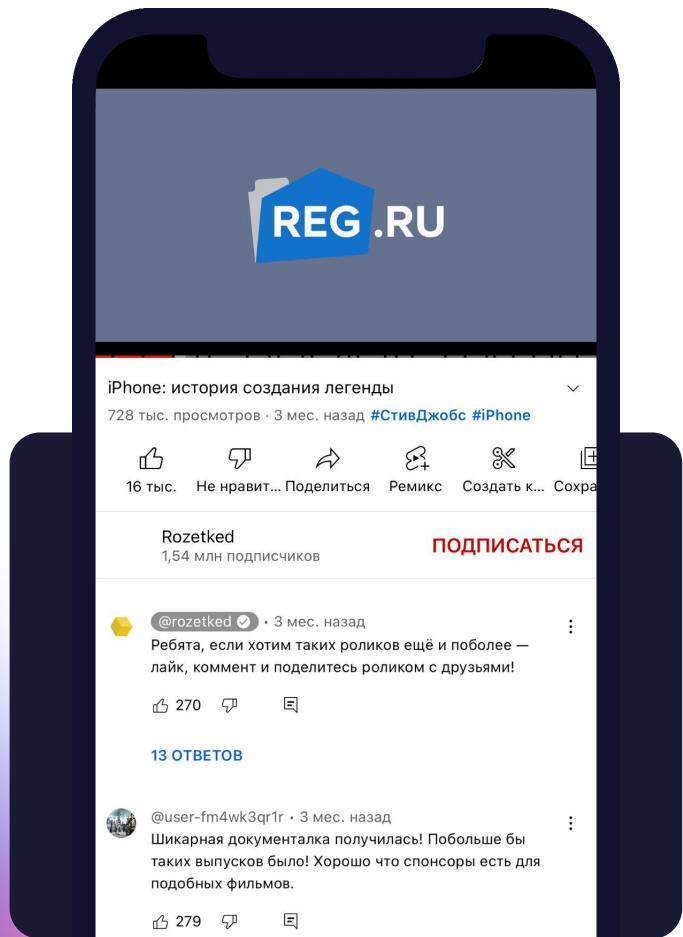 REG.RU
iPhone: история создания легенды
728 тыс. просмотров · 3 мес. назад #СтивДжобс #iPhone
16 тыс. Не нравит... Поделиться Ремикс Создать к... Сохра
Rozetked
1,54 млн подписчиков
ПОДПИСАТЬСЯ
@rozetked • 3 мес. назад
Ребята, если хотим таких роликов ещё и поболее —
лайк, коммент и поделитесь роликом с друзьями!
270
13 ОТВЕТОВ
@user-fm4wk3qr1r • 3 мес. назад
Шикарная документалка получилась! Побольше бы
таких выпусков было! Хорошо что спонсоры есть для
подобных фильмов.
279